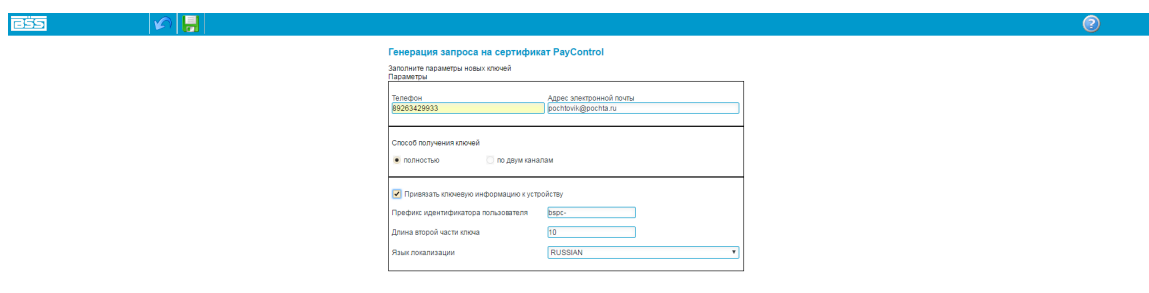 BSS
?
Генерация запроса на сертификат PayControl
Заполните параметры новых ключей
Параметры
Телефон Адрес электронной почты
89263429933 pochtovik@pochta.ru
Способ получения ключей
полностью по двум каналам
Привязать ключевую информацию к устройству
Префикс идентификатора пользователя bspc-
Длина второй части ключа 10
Язык локализации RUSSIAN